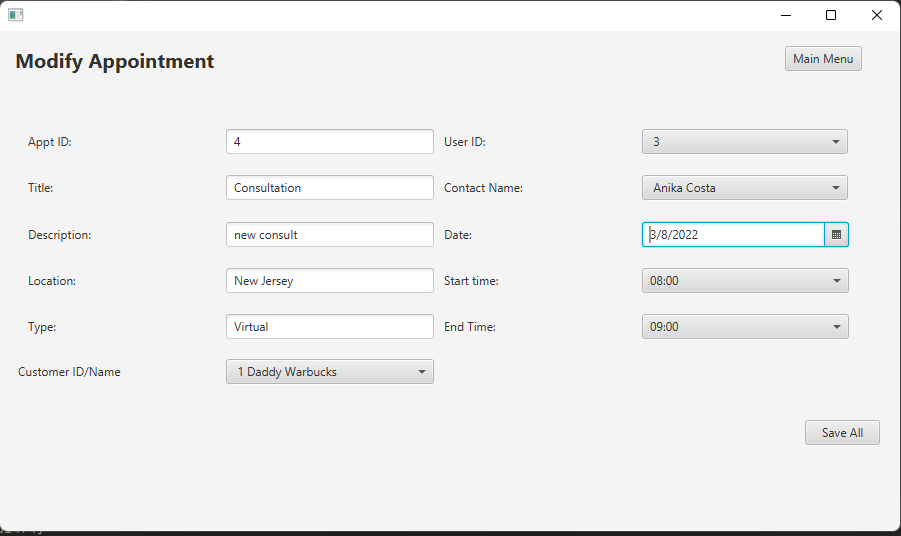 Modify Appointment
Main Menu
Appt ID: 4 User ID: 3
Title: Consultation Contact Name: Anika Costa
Description: new consult Date: 3/8/2022
Location: New Jersey Start time: 08:00
Type: Virtual End Time: 09:00
Customer ID/Name 1 Daddy Warbucks
Save All